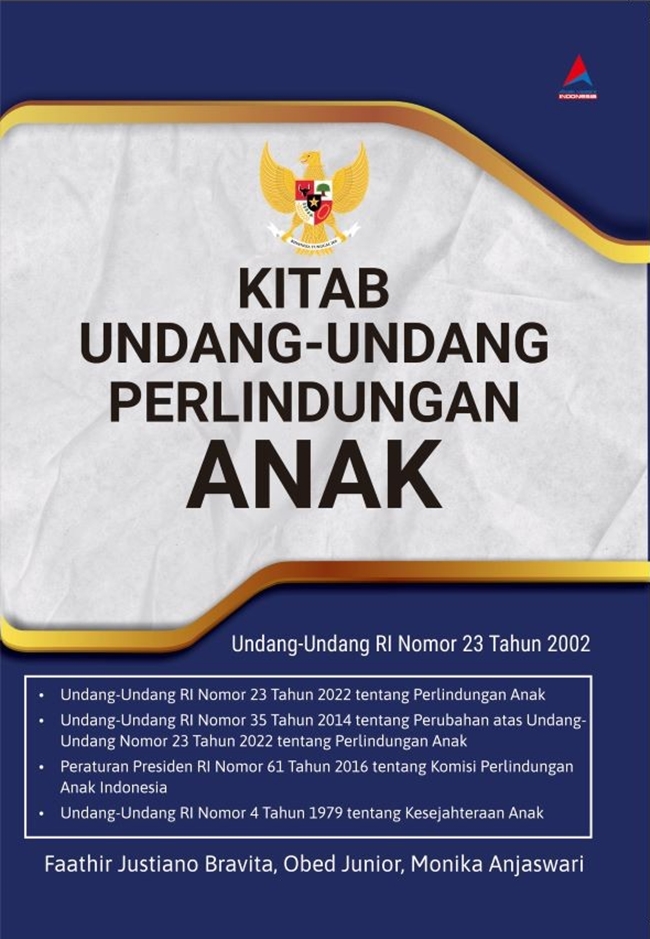 INDONESIA
KITAB
UNDANG-UNDANG
PERLINDUNGAN
ANAK
Undang-Undang RI Nomor 23 Tahun 2002
• Undang-Undang RI Nomor 23 Tahun 2022 tentang Perlindungan Anak
• Undang-Undang RI Nomor 35 Tahun 2014 tentang Perubahan atas Undang-
Undang Nomor 23 Tahun 2022 tentang Perlindungan Anak
• Peraturan Presiden RI Nomor 61 Tahun 2016 tentang Komisi Perlindungan
Anak Indonesia
• Undang-Undang RI Nomor 4 Tahun 1979 tentang Kesejahteraan Anak
Faathir Justiano Bravita, Obed Junior, Monika Anjaswari